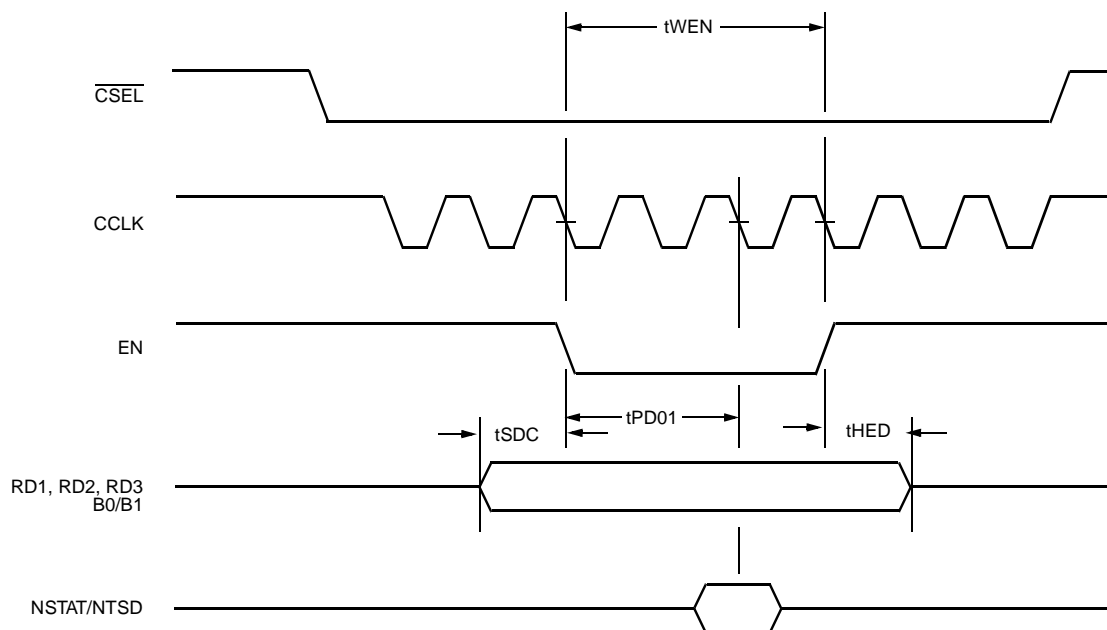 tWEN
CSEL
CCLK
EN
tPD01
tSDC
tHED
RD1, RD2, RD3
B0/B1
NSTAT/NTSD